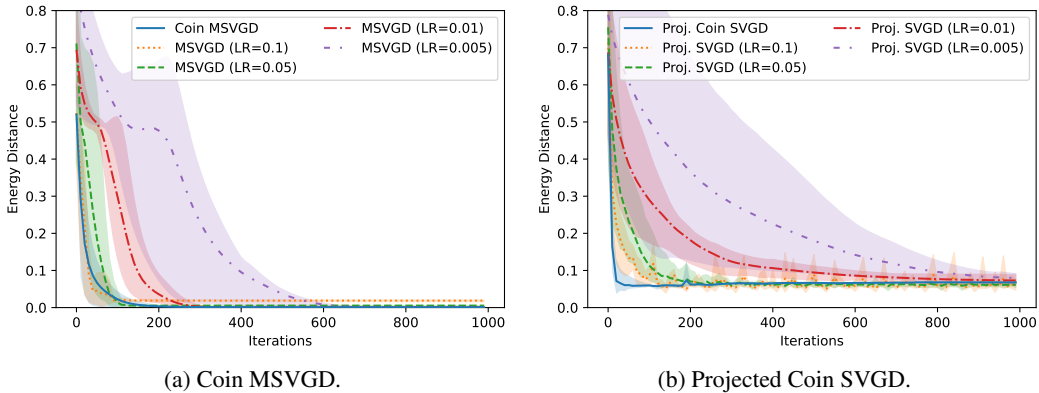 Coin MSVGD
MSVGD (LR=0.1)
MSVGD (LR=0.05)
MSVGD (LR=0.01)
MSVGD (LR=0.005)
Energy Distance
0.8
0.7
0.6
0.5
0.4
0.3
0.2
0.1
0.0
0 200 400 600 800 1000
Iterations
(a) Coin MSVGD.
Proj. Coin SVGD
Proj. SVGD (LR=0.1)
Proj. SVGD (LR=0.05)
Proj. SVGD (LR=0.01)
Proj. SVGD (LR=0.005)
Energy Distance
0.8
0.7
0.6
0.5
0.4
0.3
0.2
0.1
0.0
0 200 400 600 800 1000
Iterations
(b) Projected Coin SVGD.